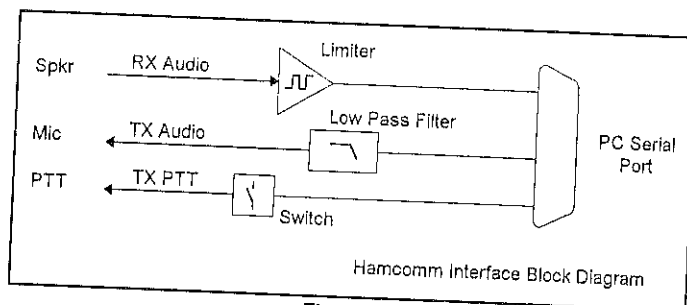 Limiter
Spkr RX Audio
Low Pass Filter
Mic TX Audio
PC Serial
Port
PTT TX PTT
Switch
Hamcomm Interface Block Diagram